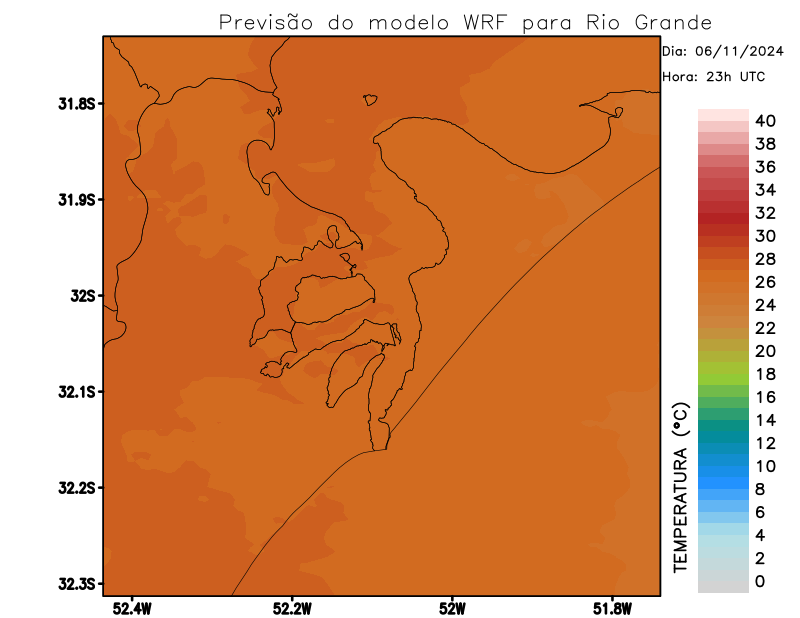 Previsão do modelo WRF para Rio Grande
Dia: 06/11/2024
Hora: 23h UTC
31.8S
31.9S
32S
32.1S
32.2S
32.3S
52.4W
52.2W
52W
51.8W
40
38
36
34
32
30
28
26
24
22
20
18
16
14
12
10
8
6
4
2
0
TEMPERATURA (°C)